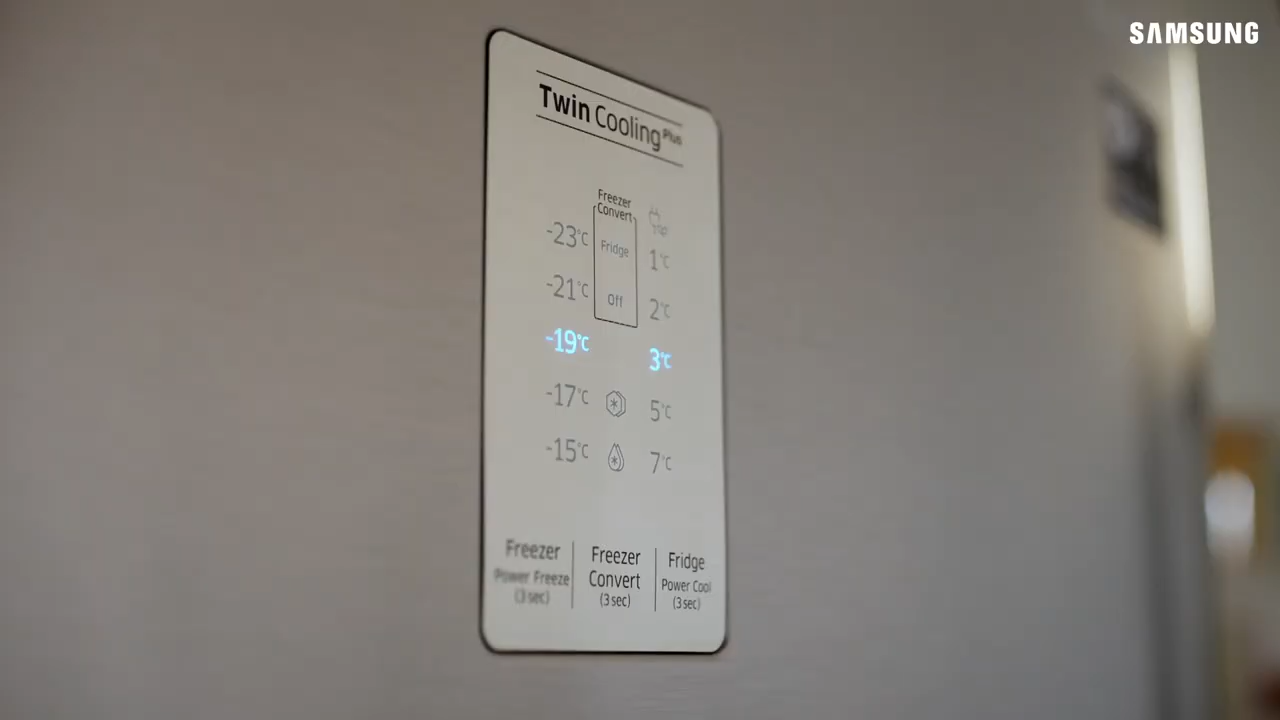 SAMSUNG
Twin Cooling Plus
Freezer
Convert
-23°C
Fridge
1°C
-21°C
Off
2°C
-19°C
3°C
-17°C
5°C
-15°C
7°C
Freezer
Power Freeze
(3 sec)
Freezer
Convert
(3 sec)
Fridge
Power Cool
(3 sec)